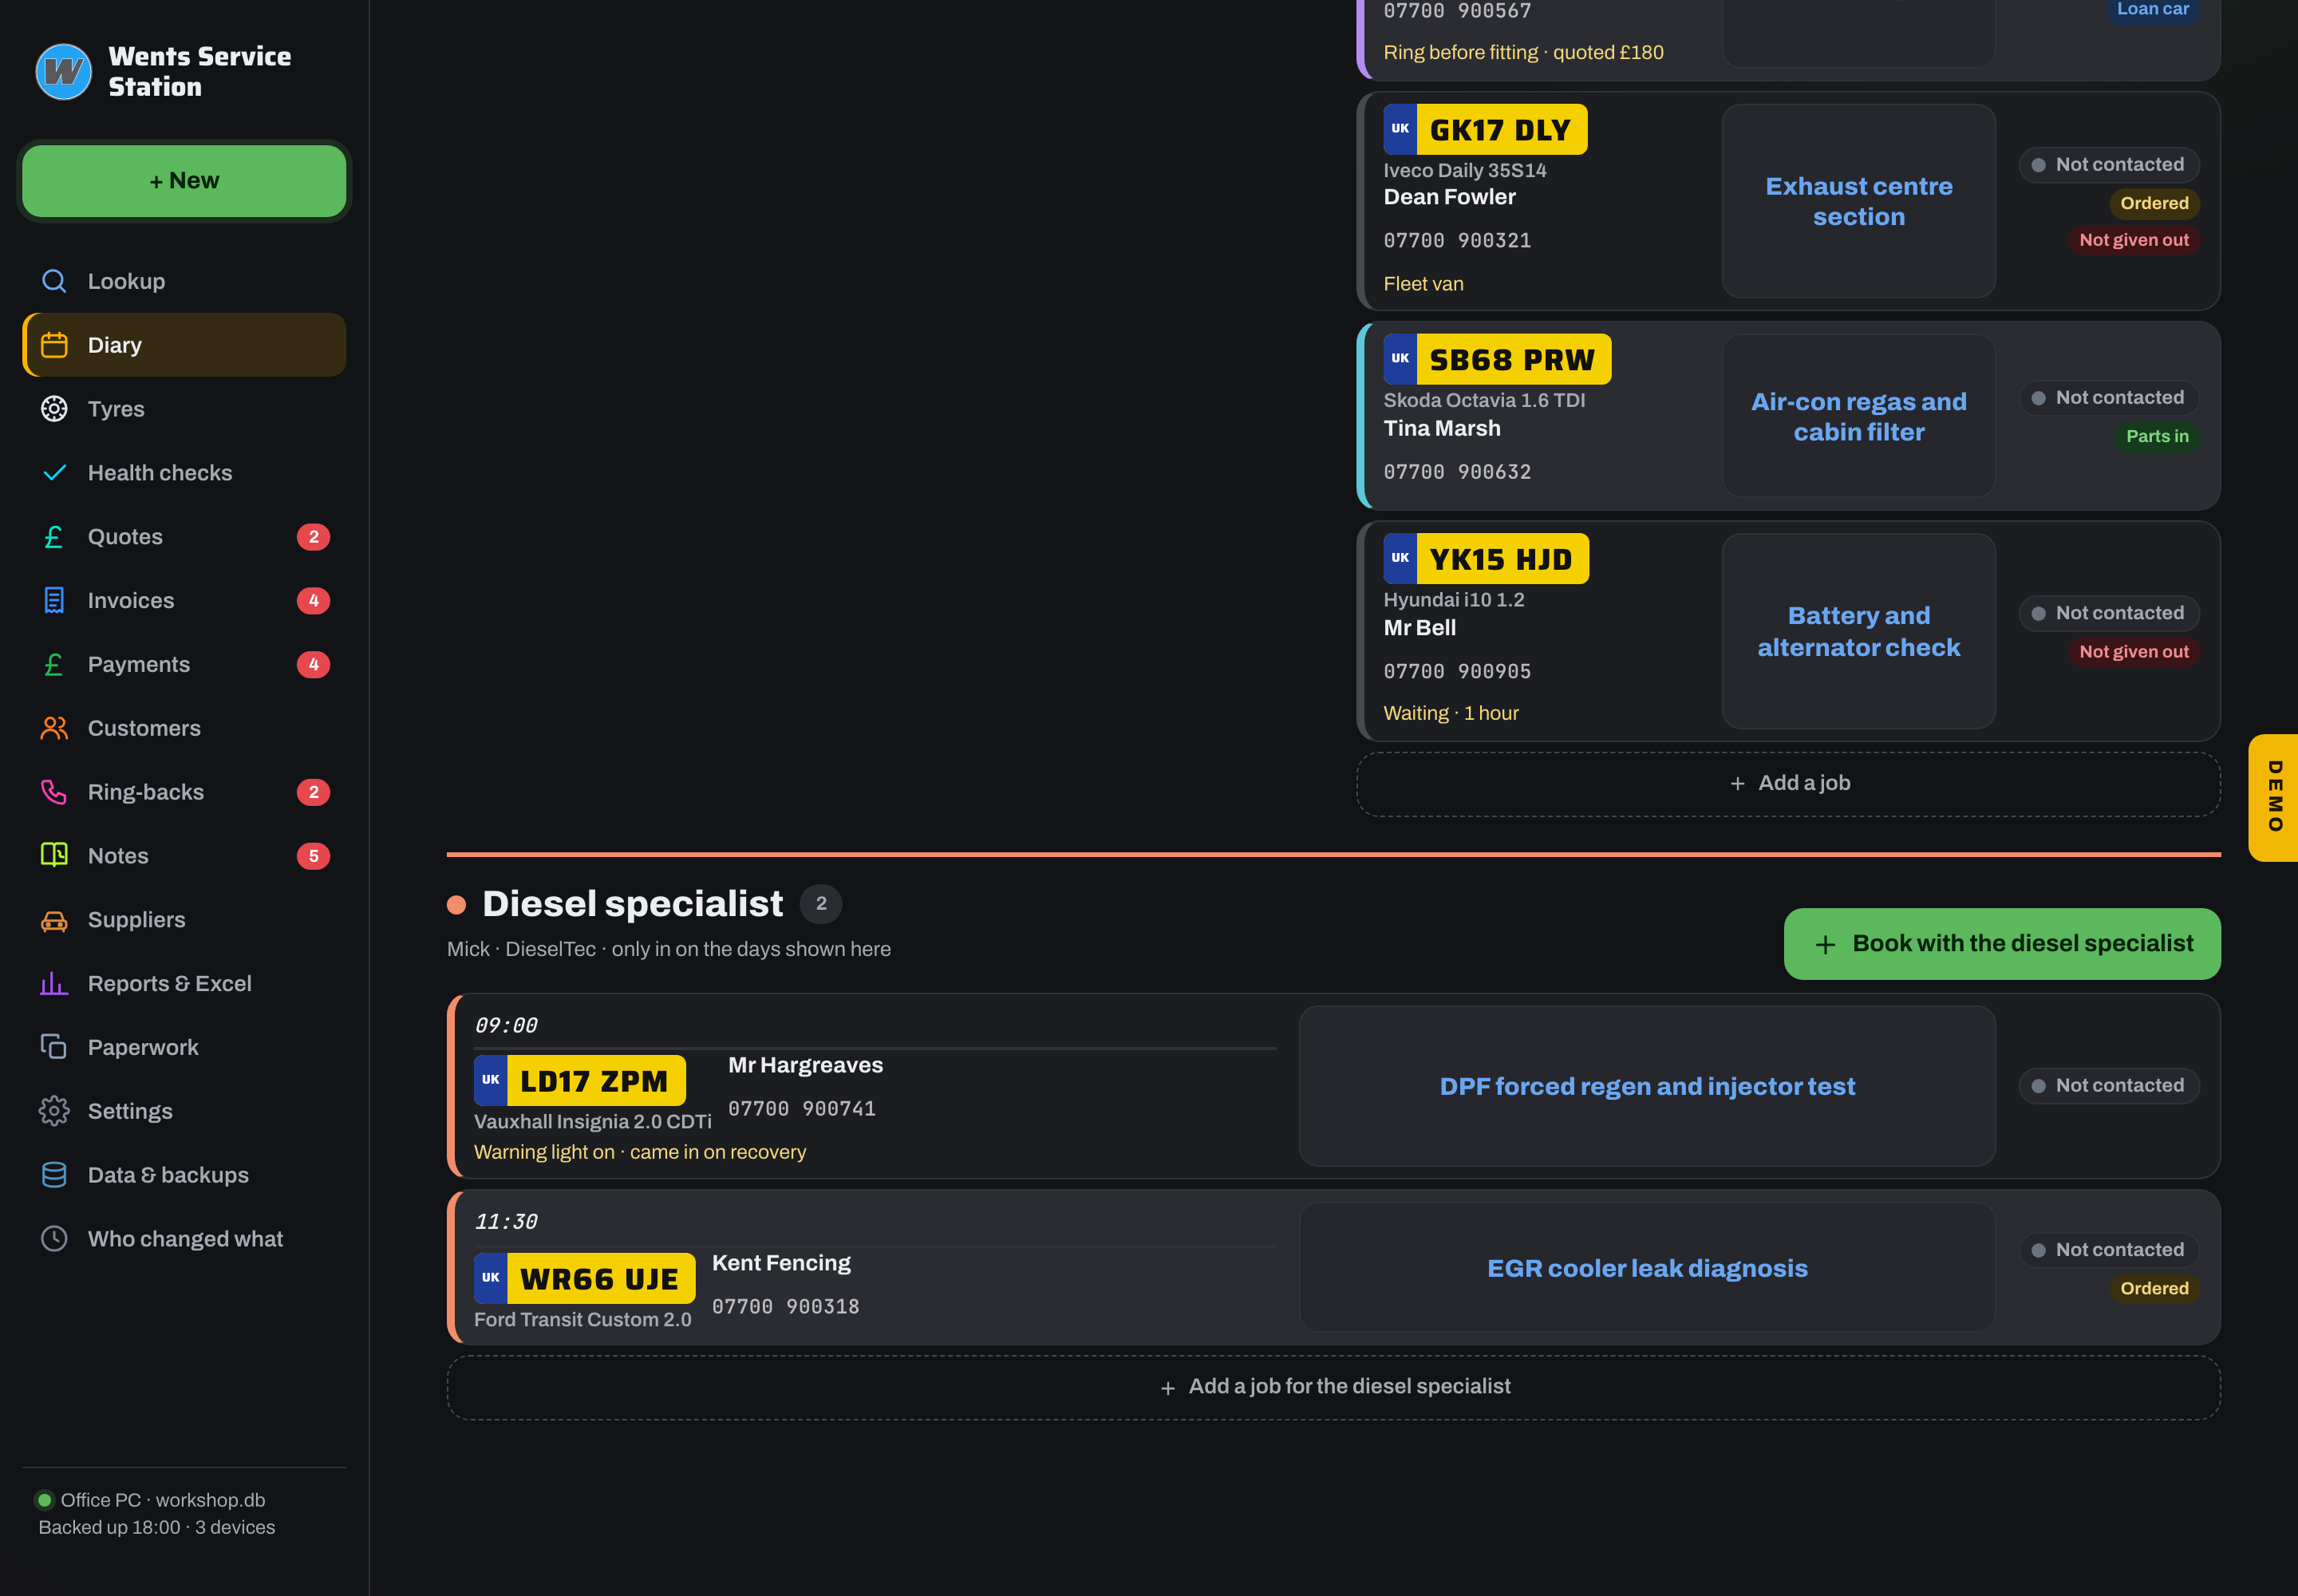 Wents Service
Station
+ New
Lookup
Diary
Tyres
Health checks
Quotes 2
Invoices 4
Payments 4
Customers
Ring-backs 2
Notes 5
Suppliers
Reports & Excel
Paperwork
Settings
Data & backups
Who changed what
Office PC · workshop.db
Backed up 18:00 · 3 devices
07700 900567
Loan car
Ring before fitting · quoted £180
UK GK17 DLY
Iveco Daily 35S14
Dean Fowler
07700 900321
Fleet van
Exhaust centre
section
Not contacted
Ordered
Not given out
UK SB68 PRW
Skoda Octavia 1.6 TDI
Tina Marsh
07700 900632
Air-con regas and
cabin filter
Not contacted
Parts in
UK YK15 HJD
Hyundai i10 1.2
Mr Bell
07700 900905
Waiting · 1 hour
Battery and
alternator check
Not contacted
Not given out
+ Add a job
DEMO
Diesel specialist 2
Mick · DieselTec · only in on the days shown here
+ Book with the diesel specialist
09:00
UK LD17 ZPM
Vauxhall Insignia 2.0 CDTi
Mr Hargreaves
07700 900741
Warning light on · came in on recovery
DPF forced regen and injector test
Not contacted
11:30
UK WR66 UJE
Ford Transit Custom 2.0
Kent Fencing
07700 900318
EGR cooler leak diagnosis
Not contacted
Ordered
+ Add a job for the diesel specialist